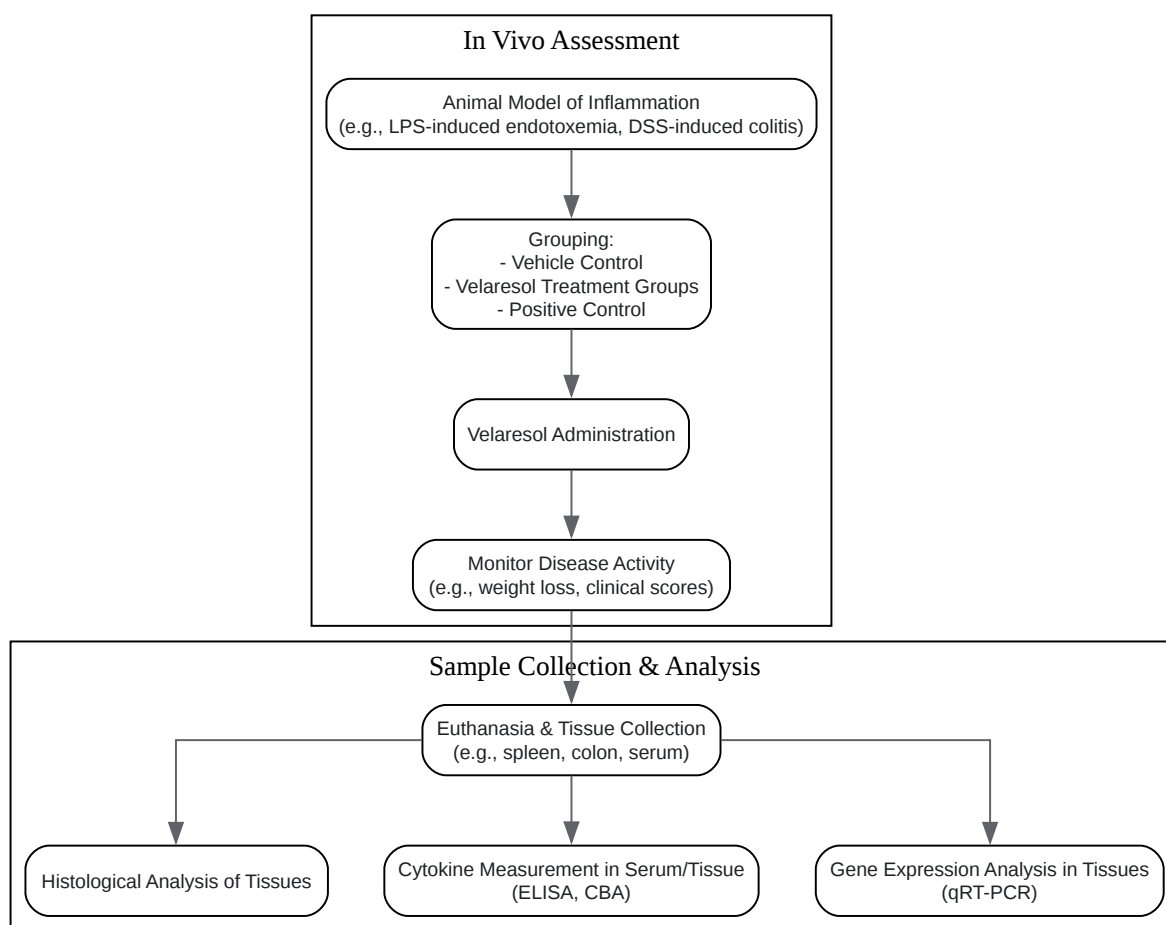 In Vivo Assessment
Animal Model of Inflammation
(e.g., LPS-induced endotoxemia, DSS-induced colitis)
Grouping:
- Vehicle Control
- Velaresol Treatment Groups
- Positive Control
Velaresol Administration
Monitor Disease Activity
(e.g., weight loss, clinical scores)
Sample Collection & Analysis
Euthanasia & Tissue Collection
(e.g., spleen, colon, serum)
Histological Analysis of Tissues
Cytokine Measurement in Serum/Tissue
(ELISA, CBA)
Gene Expression Analysis in Tissues
(qRT-PCR)